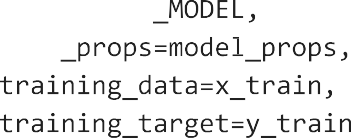 _MODEL,
_props=model_props,
training_data=x_train,
training_target=y_train